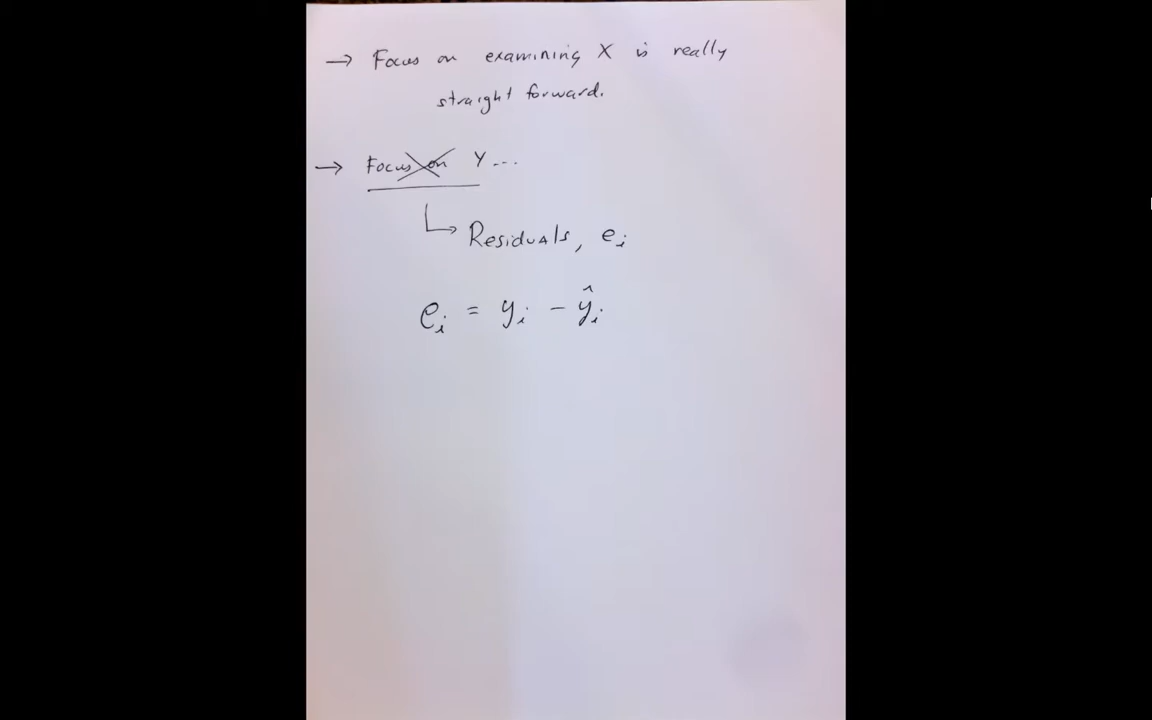 → Focus on examining X is really
straight forward.
→ Focus on Y...
↳ Residuals, eᵢ
eᵢ = yᵢ - ŷᵢ